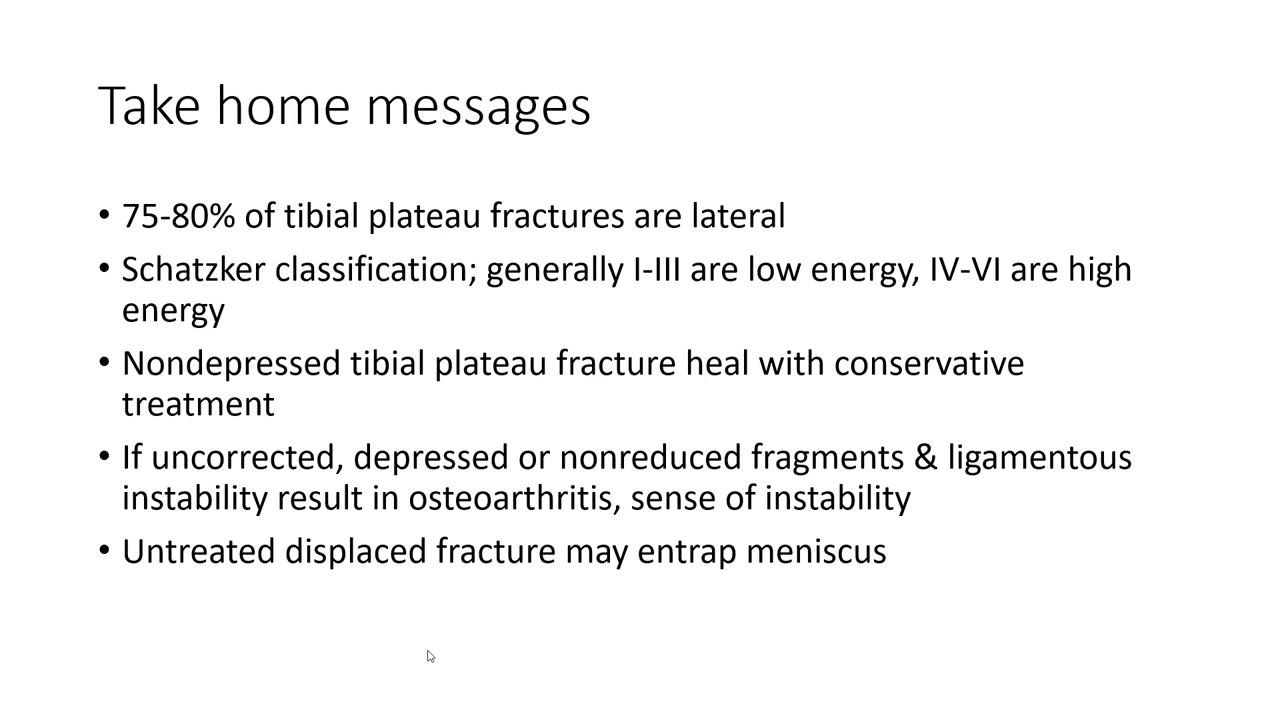 Take home messages
• 75-80% of tibial plateau fractures are lateral
• Schatzker classification; generally I-III are low energy, IV-VI are high
energy
• Nondepressed tibial plateau fracture heal with conservative
treatment
• If uncorrected, depressed or nonreduced fragments & ligamentous
instability result in osteoarthritis, sense of instability
• Untreated displaced fracture may entrap meniscus